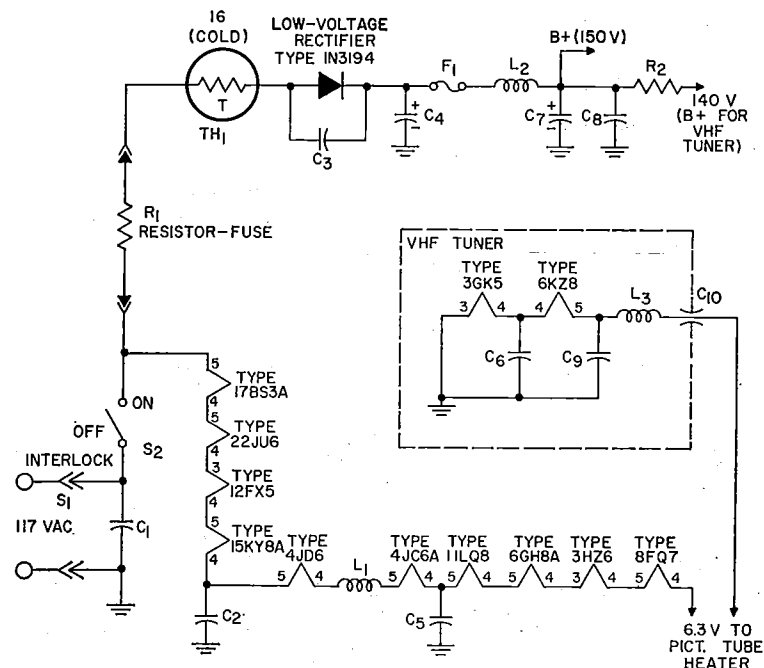 16
(COLD)
T
TH1
LOW-VOLTAGE
RECTIFIER
TYPE IN3194
C3
+
C4
-
F1
L2
B+ (150 V)
+
C7
-
C8
R2
140 V
(B+ FOR
VHF
TUNER)
R1
RESISTOR-FUSE
VHF TUNER
TYPE
3GK5
3
4
TYPE
6KZ8
4
5
L3
C10
C6
C9
ON
OFF
S2
INTERLOCK
S1
117 VAC
C1
5
4
TYPE
17BS3A
5
4
TYPE
22JU6
3
4
TYPE
12FX5
5
4
TYPE
15KY8A
C2
TYPE
4JD6
5
4
L1
TYPE
4JC6A
5
4
C5
TYPE
11LQ8
5
4
TYPE
6GH8A
5
4
TYPE
3HZ6
3
4
TYPE
8FQ7
5
4
6.3 V TO
PICT. TUBE
HEATER